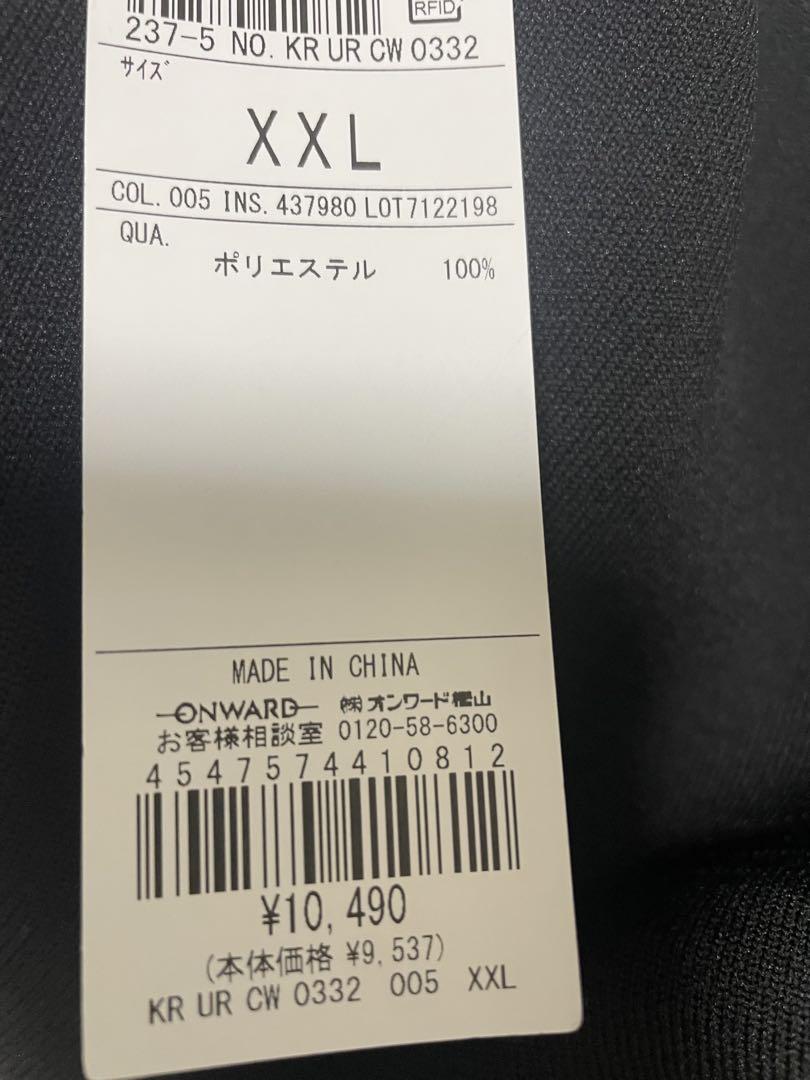 RFID
237-5 NO. KR UR CW 0332
サイズ
XXL
COL. 005 INS. 437980 LOT7122198
QUA.
ポリエステル 100%
MADE IN CHINA
ONWARD ㈱オンワード樫山
お客様相談室 0120-58-6300
4547574410812
¥10,490
(本体価格 ¥9,537)
KR UR CW 0332 005 XXL